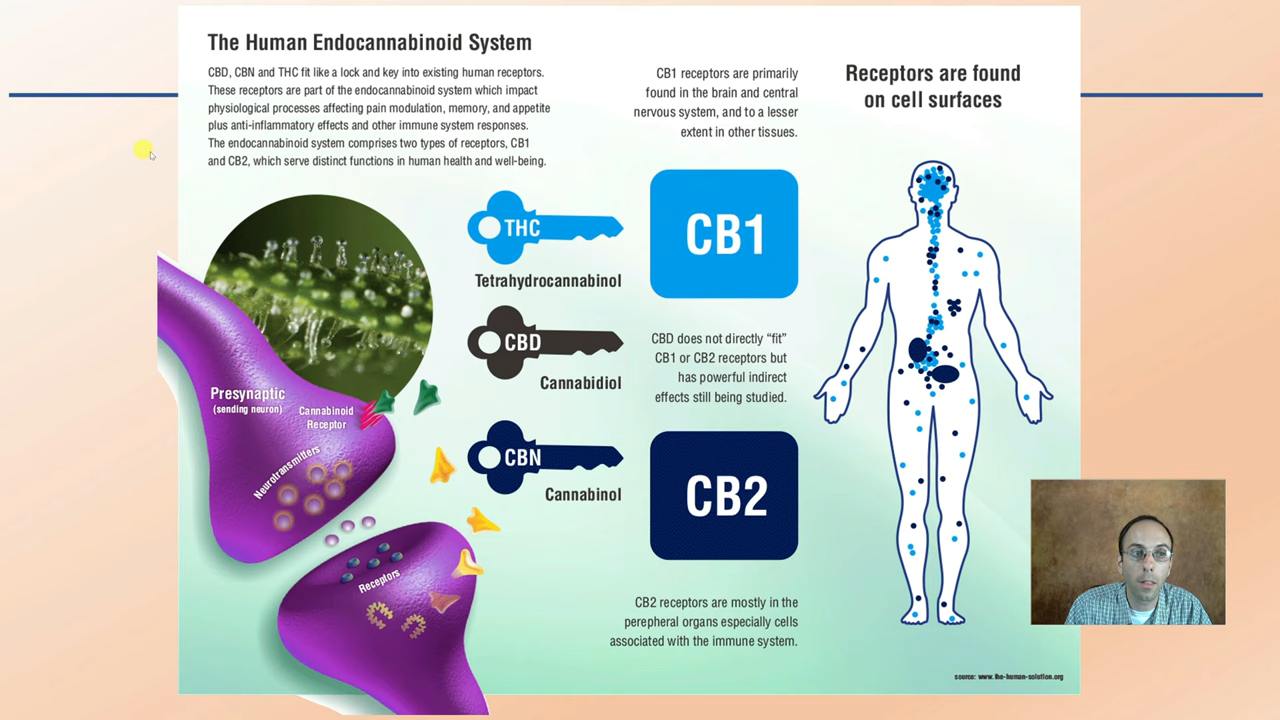 The Human Endocannabinoid System
CBD, CBN and THC fit like a lock and key into existing human receptors.
These receptors are part of the endocannabinoid system which impact
physiological processes affecting pain modulation, memory, and appetite
plus anti-inflammatory effects and other immune system responses.
The endocannabinoid system comprises two types of receptors, CB1
and CB2, which serve distinct functions in human health and well-being.
CB1 receptors are primarily
found in the brain and central
nervous system, and to a lesser
extent in other tissues.
Receptors are found
on cell surfaces
THC
Tetrahydrocannabinol
CB1
CBD
Cannabidiol
CBD does not directly “fit”
CB1 or CB2 receptors but
has powerful indirect
effects still being studied.
Presynaptic
(sending neuron)
Cannabinoid
Receptor
Neurotransmitters
CBN
Cannabinol
CB2
Receptors
CB2 receptors are mostly in the
perepheral organs especially cells
associated with the immune system.
source: www.the-human-solution.org